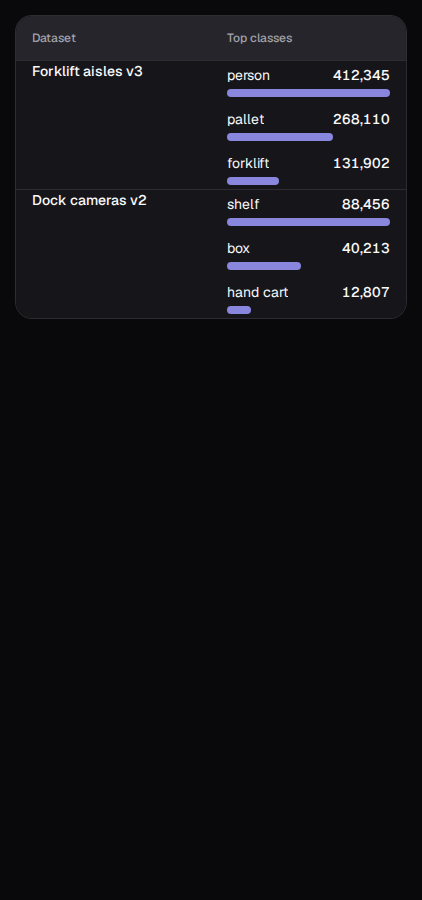 Dataset Top classes
Forklift aisles v3 person 412,345
pallet 268,110
forklift 131,902
Dock cameras v2 shelf 88,456
box 40,213
hand cart 12,807